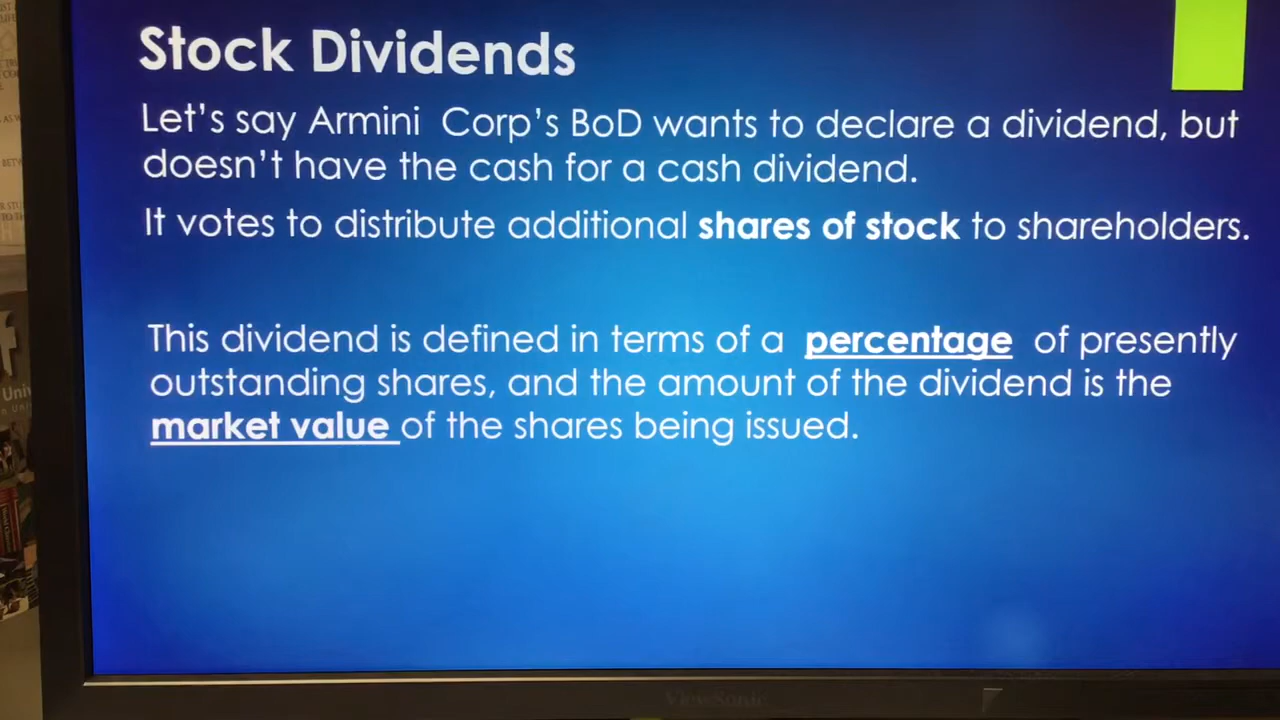 Stock Dividends
Let's say Armini Corp's BoD wants to declare a dividend, but
doesn't have the cash for a cash dividend.
It votes to distribute additional shares of stock to shareholders.
This dividend is defined in terms of a percentage of presently
outstanding shares, and the amount of the dividend is the
market value of the shares being issued.
ViewSonic
Univ